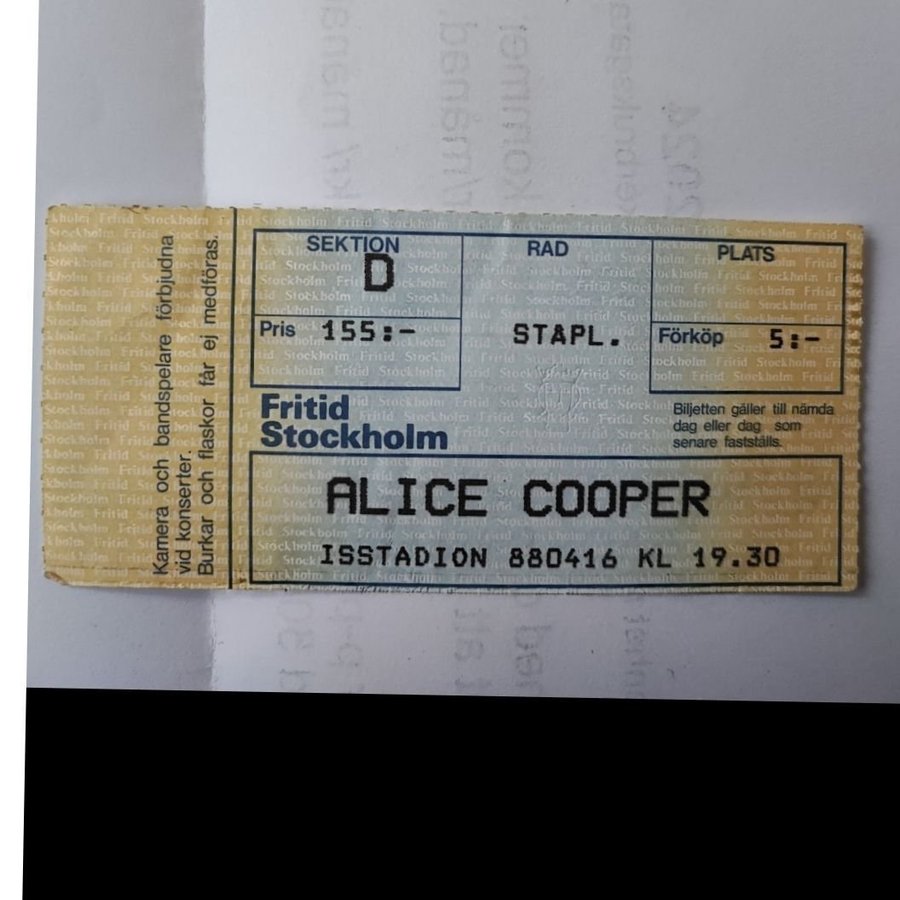 Kamera och bandspelare förbjudna
vid konserter.
Burkar och flaskor får ej medföras.
SEKTION
D
RAD
PLATS
Pris 155:-
STAPL.
Förköp 5:-
Fritid
Stockholm
Biljetten gäller till nämda
dag eller dag som
senare fastställs.
ALICE COOPER
ISSTADION 880416 KL 19.30